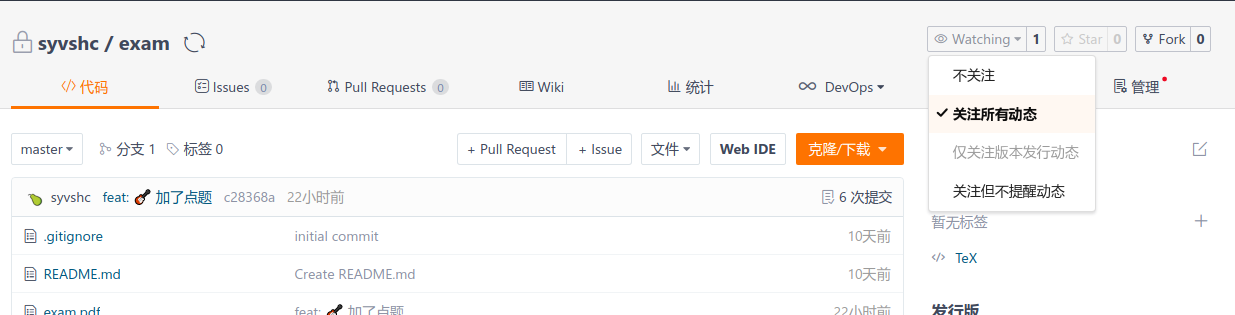 syvshc / exam
Watching 1 Star 0 Fork 0
代码 Issues 0 Pull Requests 0 Wiki 统计 DevOps 管理
不关注
关注所有动态
仅关注版本发行动态
关注但不提醒动态
master 分支 1 标签 0 + Pull Request + Issue 文件 Web IDE 克隆/下载
syvshc feat: 🎸 加了点题 c28368a 22小时前 6 次提交
.gitignore initial commit 10天前
README.md Create README.md 10天前
exam.pdf feat: 🎸 加了点题 22小时前
暂无标签
TeX
发行版